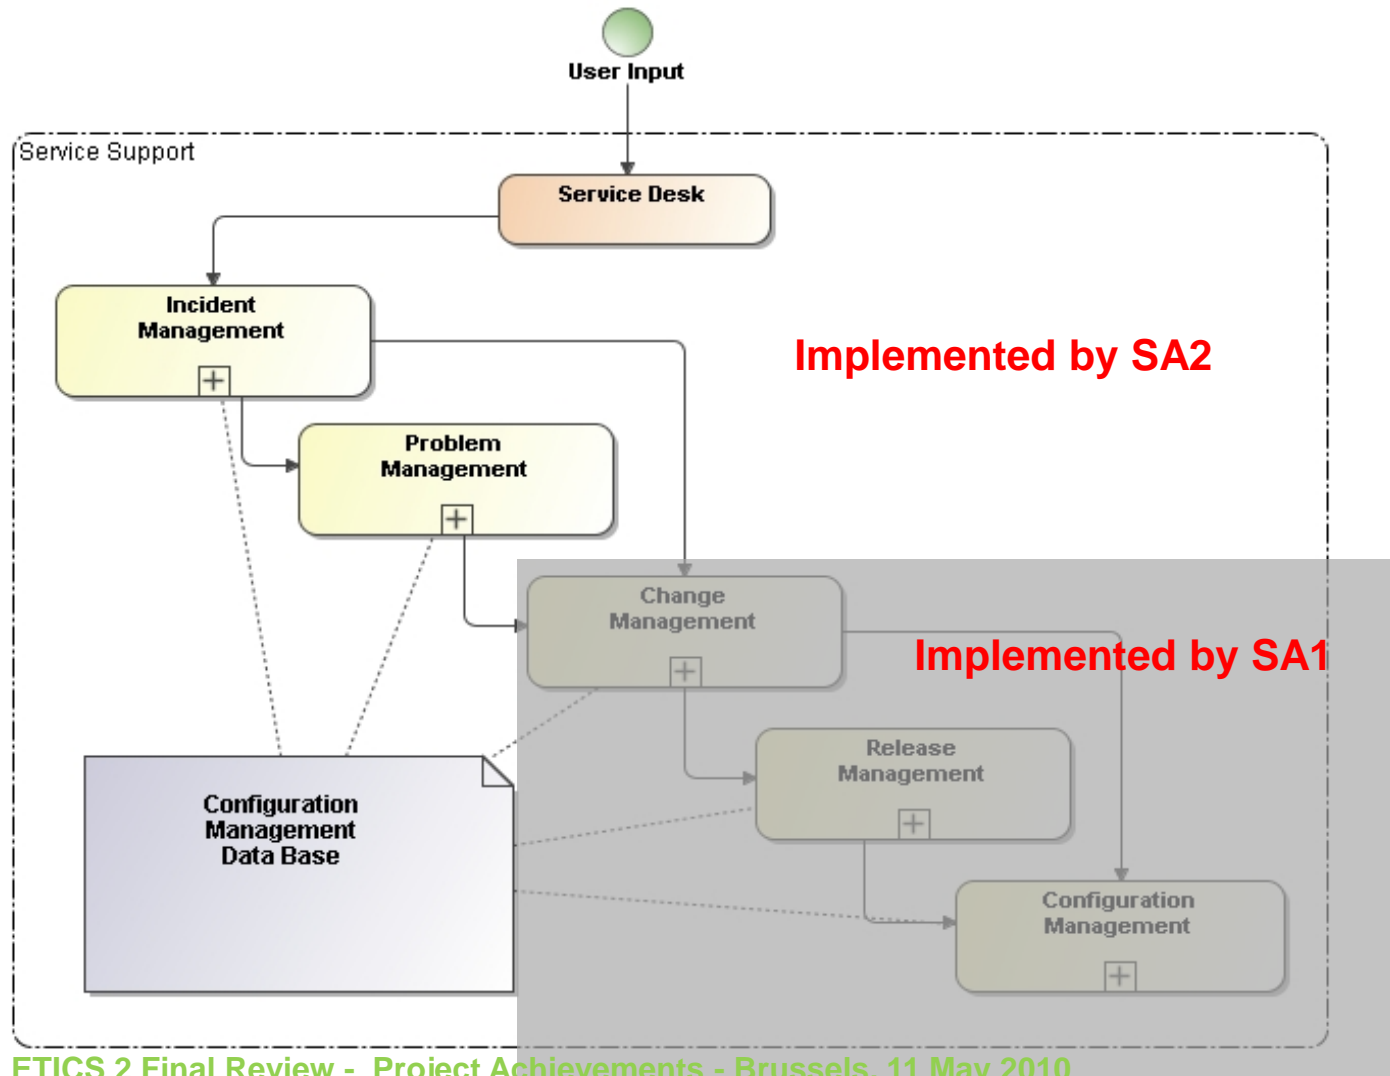 User Input
Service Support
Service Desk
Incident
Management
Implemented by SA2
Problem
Management
Change
Management
Implemented by SA1
Release
Management
Configuration
Management
Data Base
Configuration
Management
ETICS 2 Final Review - Project Achievements - Brussels, 11 May 2010